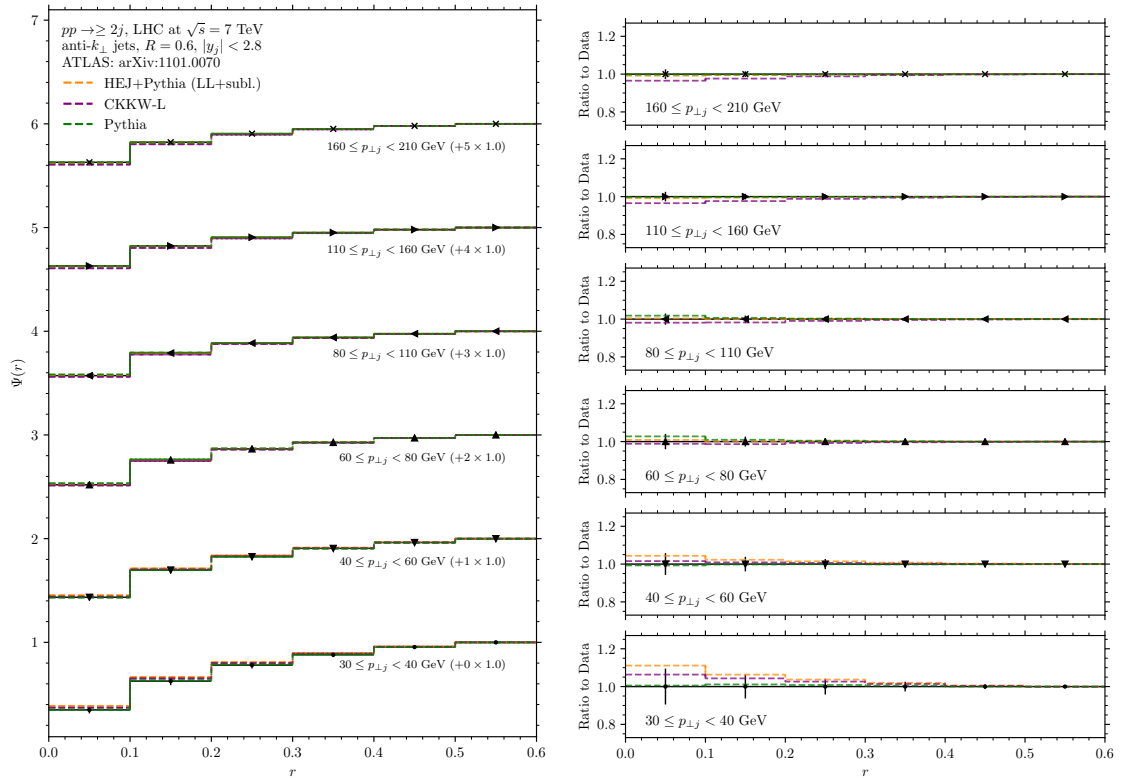 pp →≥ 2j, LHC at √s = 7 TeV
anti-k⊥ jets, R = 0.6, |y_j| < 2.8
ATLAS: arXiv:1101.0070
HEJ+Pythia (LL+subl.)
CKKW-L
Pythia
7
6
5
4
3
2
1
Ψ(r)
160 ≤ p⊥j < 210 GeV (+5 × 1.0)
110 ≤ p⊥j < 160 GeV (+4 × 1.0)
80 ≤ p⊥j < 110 GeV (+3 × 1.0)
60 ≤ p⊥j < 80 GeV (+2 × 1.0)
40 ≤ p⊥j < 60 GeV (+1 × 1.0)
30 ≤ p⊥j < 40 GeV (+0 × 1.0)
0.0 0.1 0.2 0.3 0.4 0.5 0.6
r
Ratio to Data
1.2
1.0
0.8
160 ≤ p⊥j < 210 GeV
Ratio to Data
1.2
1.0
0.8
110 ≤ p⊥j < 160 GeV
Ratio to Data
1.2
1.0
0.8
80 ≤ p⊥j < 110 GeV
Ratio to Data
1.2
1.0
0.8
60 ≤ p⊥j < 80 GeV
Ratio to Data
1.2
1.0
0.8
40 ≤ p⊥j < 60 GeV
Ratio to Data
1.2
1.0
0.8
30 ≤ p⊥j < 40 GeV
0.0 0.1 0.2 0.3 0.4 0.5 0.6
r